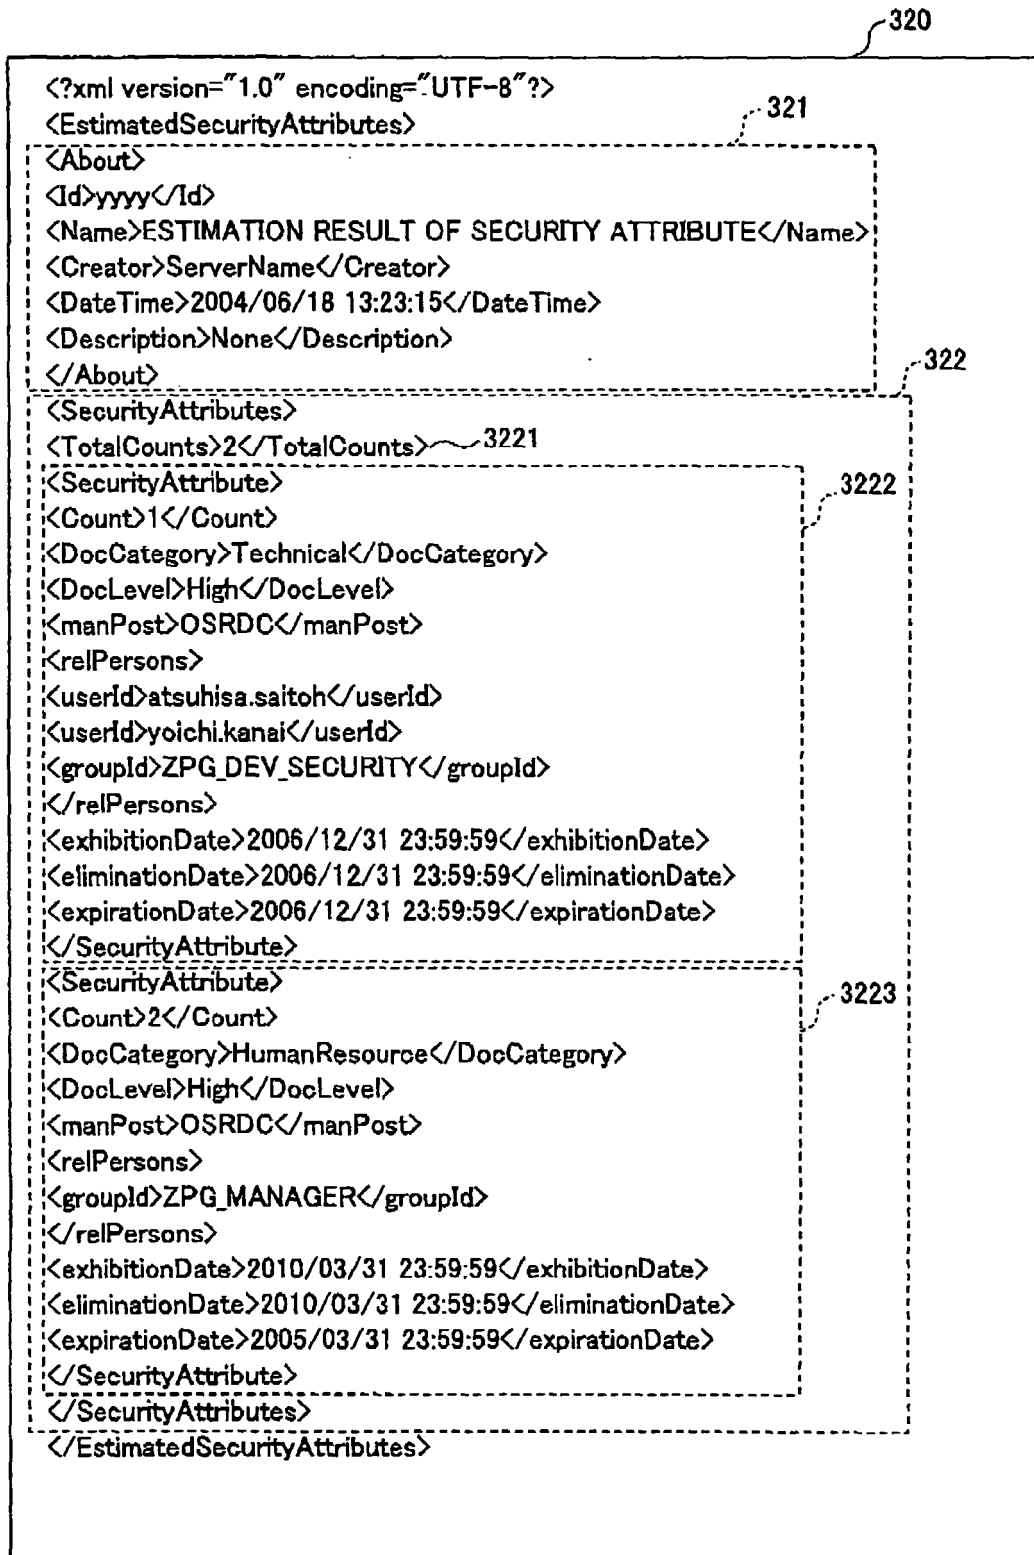 320
<?xml version="1.0" encoding="UTF-8"?>
<EstimatedSecurityAttributes>
321
<About>
<Id>yyyy</Id>
<Name>ESTIMATION RESULT OF SECURITY ATTRIBUTE</Name>
<Creator>ServerName</Creator>
<DateTime>2004/06/18 13:23:15</DateTime>
<Description>None</Description>
</About>
322
<SecurityAttributes>
<TotalCounts>2</TotalCounts> 3221
<SecurityAttribute>
3222
<Count>1</Count>
<DocCategory>Technical</DocCategory>
<DocLevel>High</DocLevel>
<manPost>OSRDC</manPost>
<relPersons>
<userId>atsuhisa.saitoh</userId>
<userId>yoichi.kanai</userId>
<groupId>ZPG_DEV_SECURITY</groupId>
</relPersons>
<exhibitionDate>2006/12/31 23:59:59</exhibitionDate>
<eliminationDate>2006/12/31 23:59:59</eliminationDate>
<expirationDate>2006/12/31 23:59:59</expirationDate>
</SecurityAttribute>
<SecurityAttribute>
3223
<Count>2</Count>
<DocCategory>HumanResource</DocCategory>
<DocLevel>High</DocLevel>
<manPost>OSRDC</manPost>
<relPersons>
<groupId>ZPG_MANAGER</groupId>
</relPersons>
<exhibitionDate>2010/03/31 23:59:59</exhibitionDate>
<eliminationDate>2010/03/31 23:59:59</eliminationDate>
<expirationDate>2005/03/31 23:59:59</expirationDate>
</SecurityAttribute>
</SecurityAttributes>
</EstimatedSecurityAttributes>